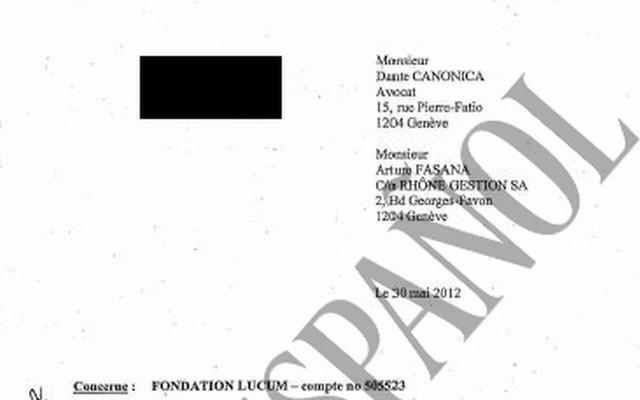 Monsieur
Dante CANONICA
Avocat
15, rue Pierre-Fatio
1204 Genève
Monsieur
Arturo FASANA
C/o RHÔNE GESTION SA
2, Bd Georges-Favon
1204 Genève
Le 30 mai 2012
Concerne : FONDATION LUCUM – compte no 505523
SPAÑOL